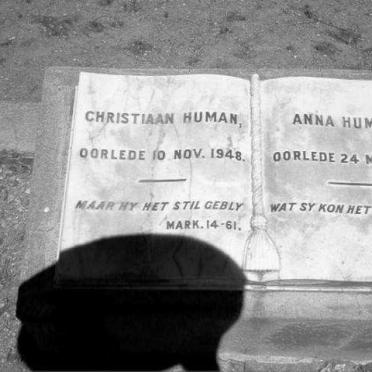 CHRISTIAAN HUMAN,
OORLEDE 10 NOV. 1948.
MAAR HY HET STIL GEBLY
MARK. 14-61.
ANNA HUM
OORLEDE 24 M
WAT SY KON HET